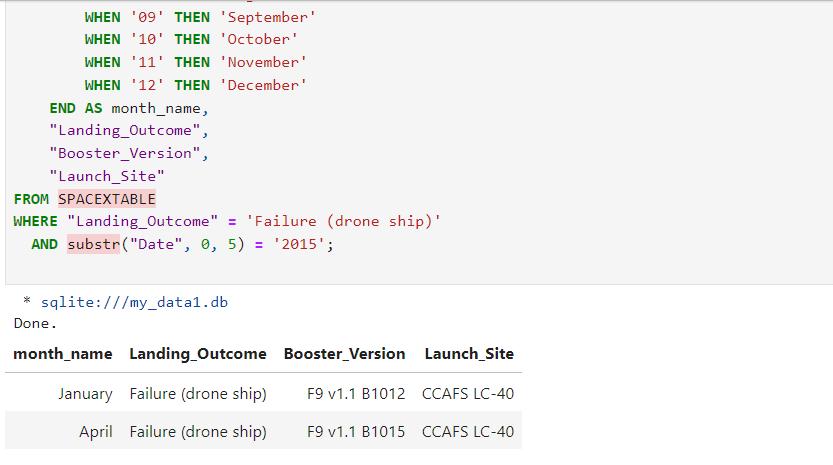 WHEN '09' THEN 'September'
WHEN '10' THEN 'October'
WHEN '11' THEN 'November'
WHEN '12' THEN 'December'
END AS month_name,
"Landing_Outcome",
"Booster_Version",
"Launch_Site"
FROM SPACEXTABLE
WHERE "Landing_Outcome" = 'Failure (drone ship)'
AND substr("Date", 0, 5) = '2015';
* sqlite:///my_data1.db
Done.
month_name Landing_Outcome Booster_Version Launch_Site
January Failure (drone ship) F9 v1.1 B1012 CCAFS LC-40
April Failure (drone ship) F9 v1.1 B1015 CCAFS LC-40